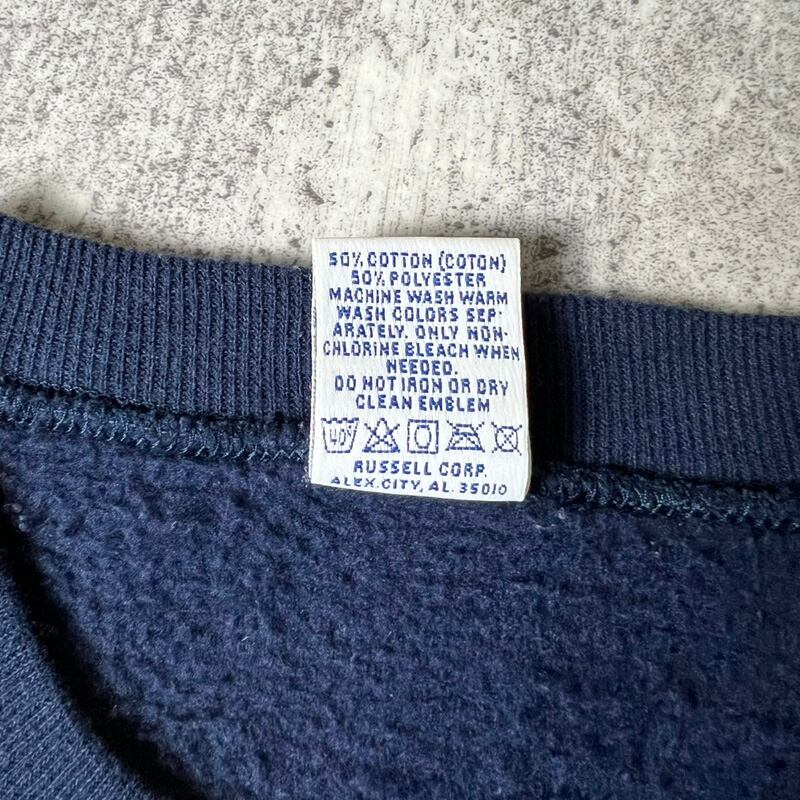 50% COTTON (COTON)
50% POLYESTER
MACHINE WASH WARM
WASH COLORS SEP-
ARATELY. ONLY NON-
CHLORINE BLEACH WHEN
NEEDED.
DO NOT IRON OR DRY
CLEAN EMBLEM
40
RUSSELL CORP.
ALEX.CITY, AL. 35010